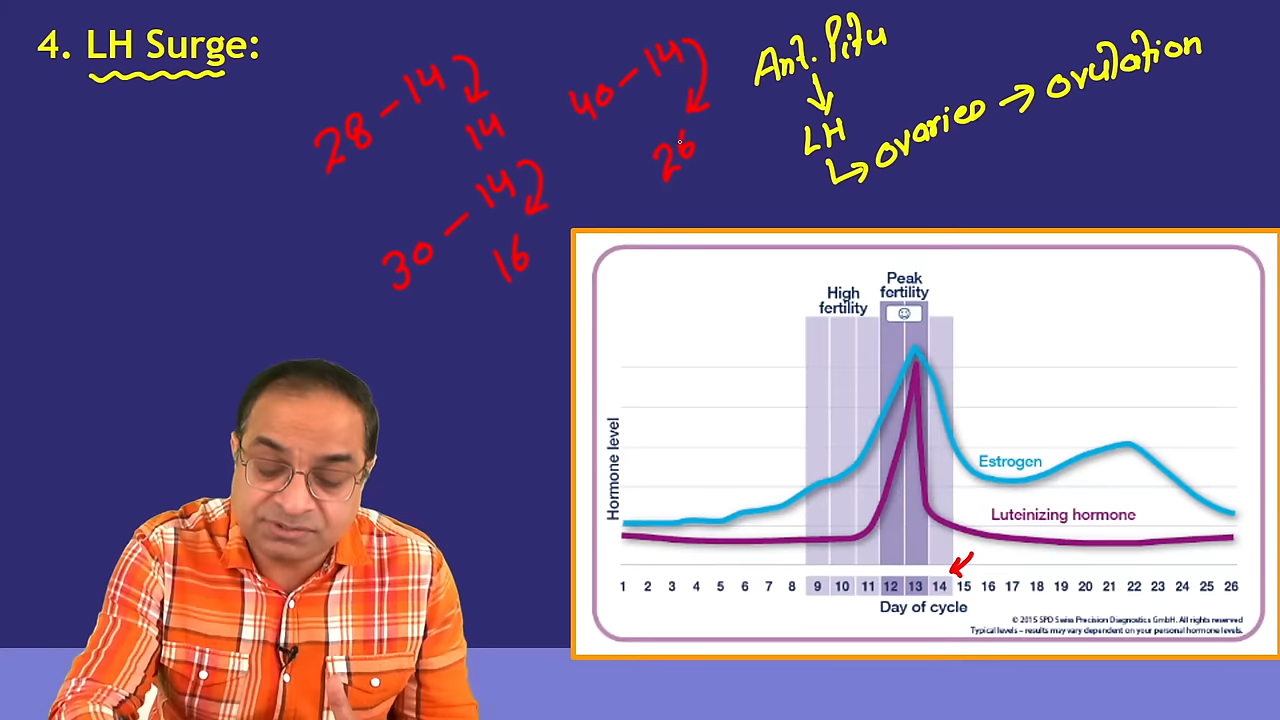 4. LH Surge:
28 - 14
14
30 - 14
16
40 - 14
26
Ant. Pitu
LH
ovaries → ovulation
Peak
fertility
High
fertility
Hormone level
Estrogen
Luteinizing hormone
1 2 3 4 5 6 7 8 9 10 11 12 13 14 15 16 17 18 19 20 21 22 23 24 25 26
Day of cycle
© 2015 SPD Swiss Precision Diagnostics GmbH. All rights reserved
Typical levels – results may vary dependent on your personal hormone levels.